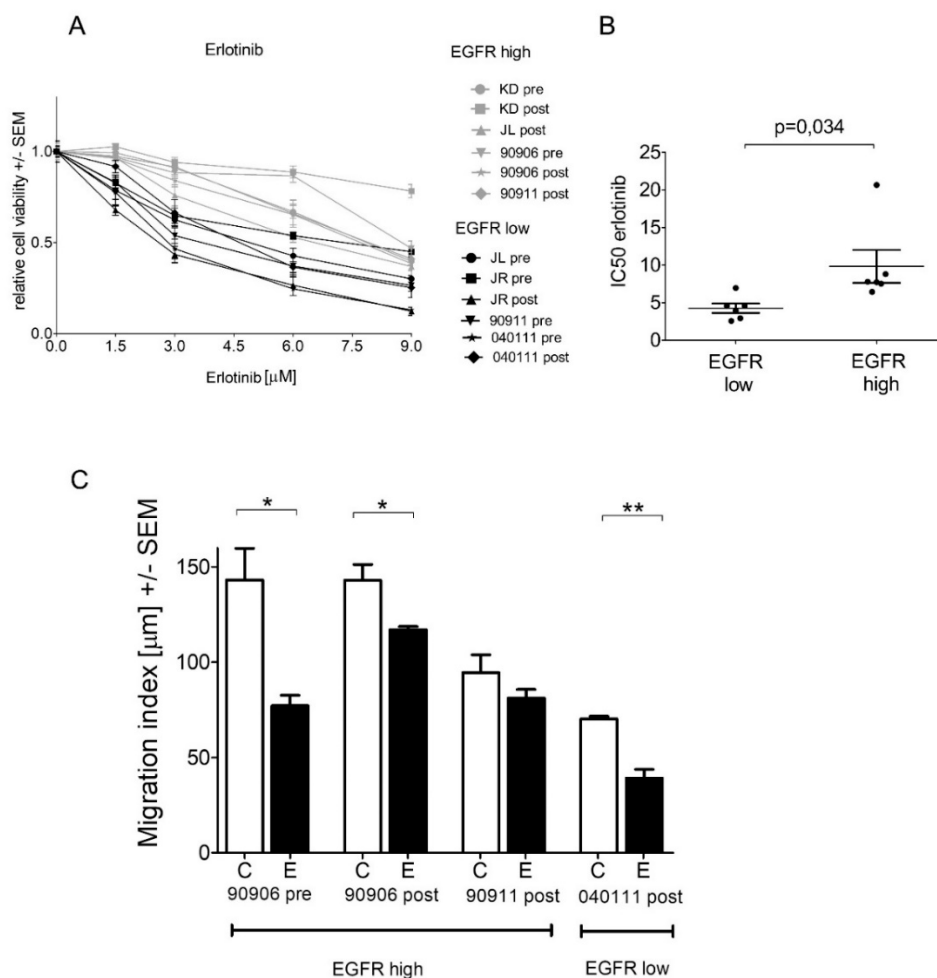 A
Erlotinib
relative cell viability +/- SEM
1.0
0.5
0.0
0.0 1.5 3.0 4.5 6.0 7.5 9.0
Erlotinib [μM]
EGFR high
KD pre
KD post
JL post
90906 pre
90906 post
90911 post
EGFR low
JL pre
JR pre
JR post
90911 pre
040111 pre
040111 post
B
p=0,034
IC50 erlotinib
25
20
15
10
5
0
EGFR low
EGFR high
C
Migration index [μm] +/- SEM
150
100
50
0
* * **
C E C E C E C E
90906 pre 90906 post 90911 post 040111 post
EGFR high EGFR low